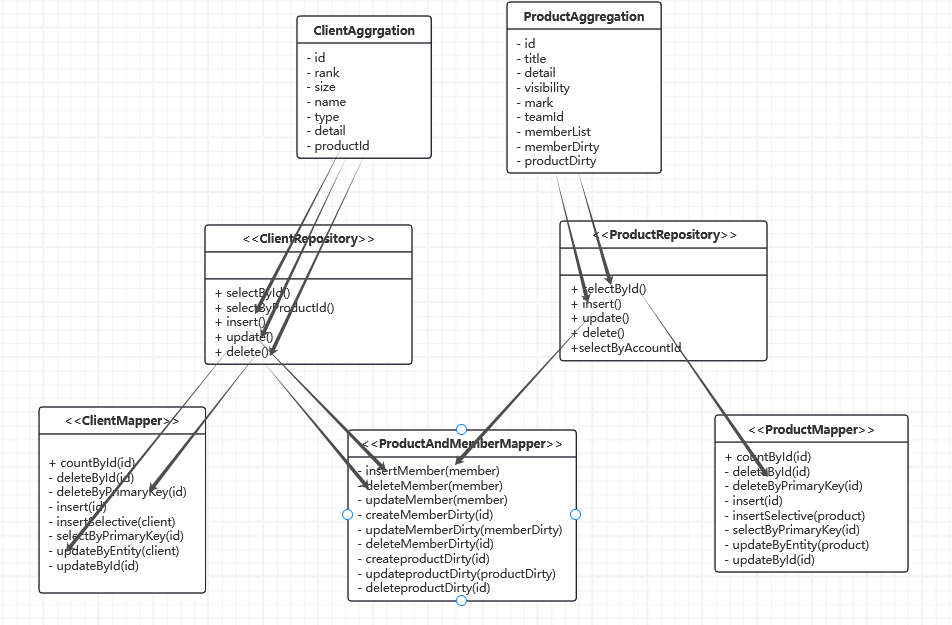 ClientAggrgation
- id
- rank
- size
- name
- type
- detail
- productId
ProductAggregation
- id
- title
- detail
- visibility
- mark
- teamId
- memberList
- memberDirty
- productDirty
<<ClientRepository>>
+ selectById()
+ selectByProductId()
+ insert()
+ update()
+ delete()
<<ProductRepository>>
+ selectById()
+ insert()
+ update()
+ delete()
+selectByAccountId
<<ClientMapper>>
+ countById(id)
- deleteById(id)
- deleteByPrimaryKey(id)
- insert(id)
- insertSelective(client)
- selectByPrimaryKey(id)
- updateByEntity(client)
- updateById(id)
<<ProductAndMemberMapper>>
- insertMember(member)
- deleteMember(member)
- updateMember(member)
- createMemberDirty(id)
- updateMemberDirty(memberDirty)
- deleteMemberDirty(id)
- createproductDirty(id)
- updateproductDirty(productDirty)
- deleteproductDirty(id)
<<ProductMapper>>
+ countById(id)
- deleteById(id)
- deleteByPrimaryKey(id)
- insert(id)
- insertSelective(product)
- selectByPrimaryKey(id)
- updateByEntity(product)
- updateById(id)